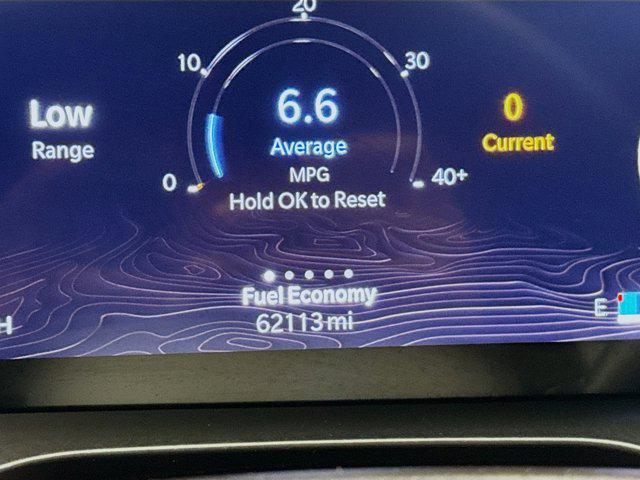 20
10
30
Low
6.6
0
Range
Average
Current
MPG
0
40+
Hold OK to Reset
Fuel Economy
62113 mi
H
E